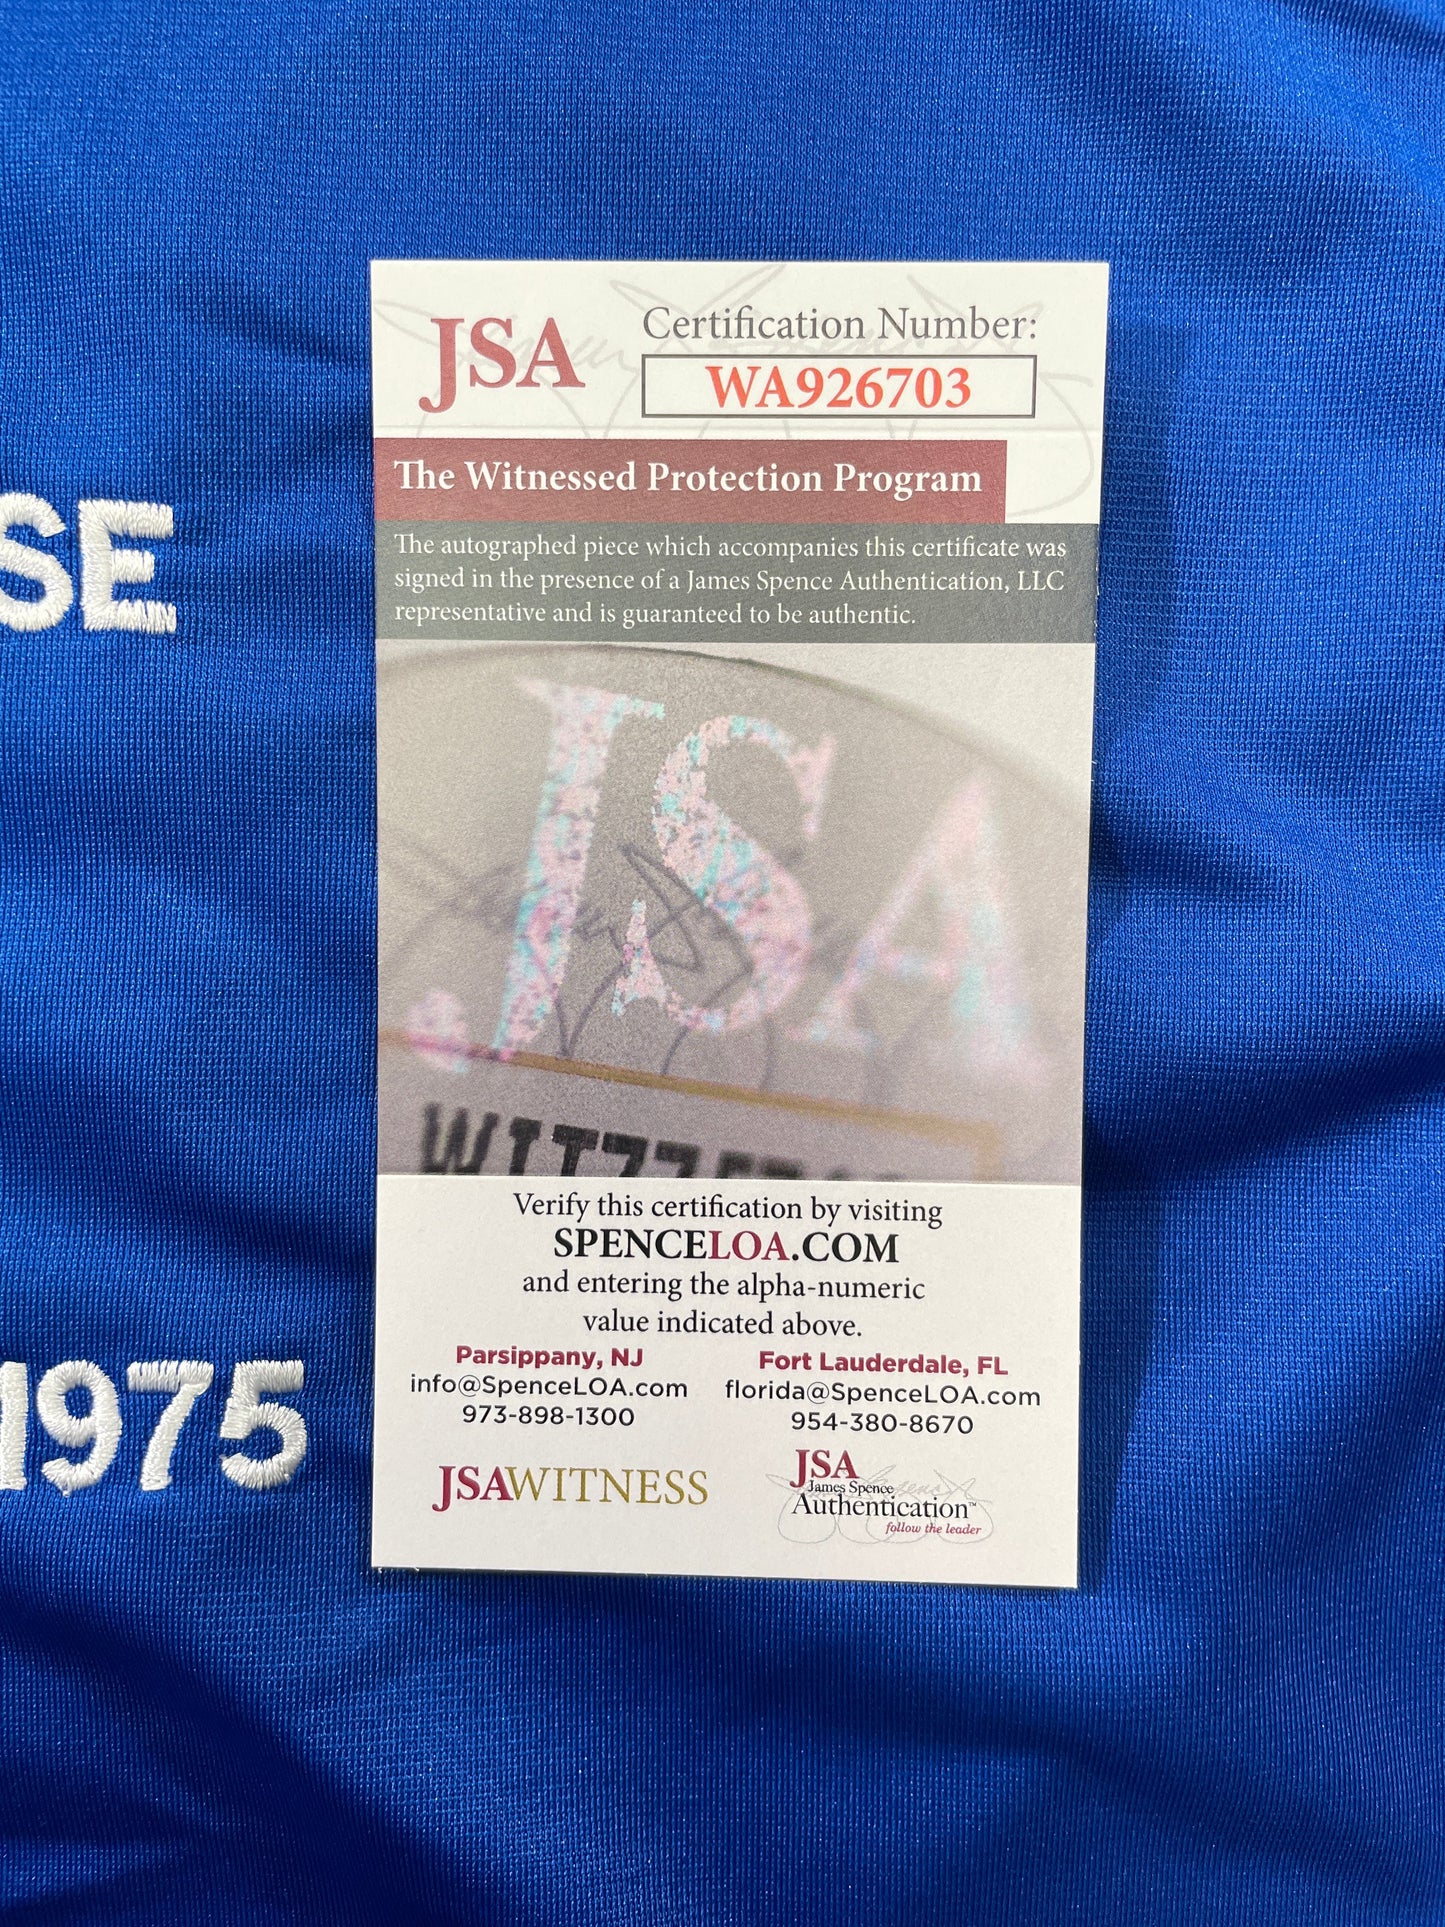 JSA
Certification Number:
WA926703
The Witnessed Protection Program
The autographed piece which accompanies this certificate was
signed in the presence of a James Spence Authentication, LLC
representative and is guaranteed to be authentic.
SE
JSA
Verify this certification by visiting
SPENCELOA.COM
and entering the alpha-numeric
value indicated above.
Parsippany, NJ
info@SpenceLOA.com
973-898-1300
Fort Lauderdale, FL
florida@SpenceLOA.com
954-380-8670
1975
JSAWITNESS
JSA
James Spence
Authentication™
follow the leader